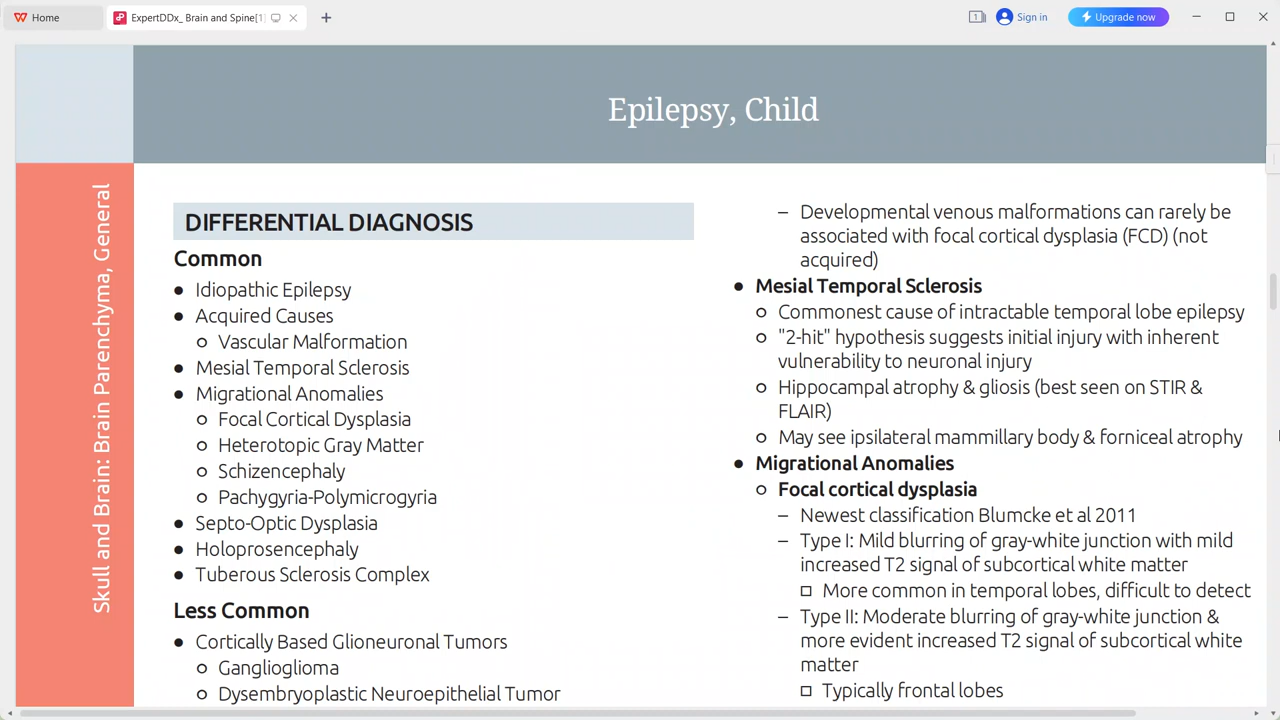 Home
ExpertDDx_ Brain and Spine[1]
1
Sign in
Upgrade now
Epilepsy, Child
Skull and Brain: Brain Parenchyma, General
DIFFERENTIAL DIAGNOSIS
Common
Idiopathic Epilepsy
Acquired Causes
Vascular Malformation
Mesial Temporal Sclerosis
Migrational Anomalies
Focal Cortical Dysplasia
Heterotopic Gray Matter
Schizencephaly
Pachygyria-Polymicrogyria
Septo-Optic Dysplasia
Holoprosencephaly
Tuberous Sclerosis Complex
Less Common
Cortically Based Glioneuronal Tumors
Ganglioglioma
Dysembryoplastic Neuroepithelial Tumor
– Developmental venous malformations can rarely be
associated with focal cortical dysplasia (FCD) (not
acquired)
Mesial Temporal Sclerosis
Commonest cause of intractable temporal lobe epilepsy
"2-hit" hypothesis suggests initial injury with inherent
vulnerability to neuronal injury
Hippocampal atrophy & gliosis (best seen on STIR &
FLAIR)
May see ipsilateral mammillary body & forniceal atrophy
Migrational Anomalies
Focal cortical dysplasia
– Newest classification Blumcke et al 2011
– Type I: Mild blurring of gray-white junction with mild
increased T2 signal of subcortical white matter
More common in temporal lobes, difficult to detect
– Type II: Moderate blurring of gray-white junction &
more evident increased T2 signal of subcortical white
matter
Typically frontal lobes